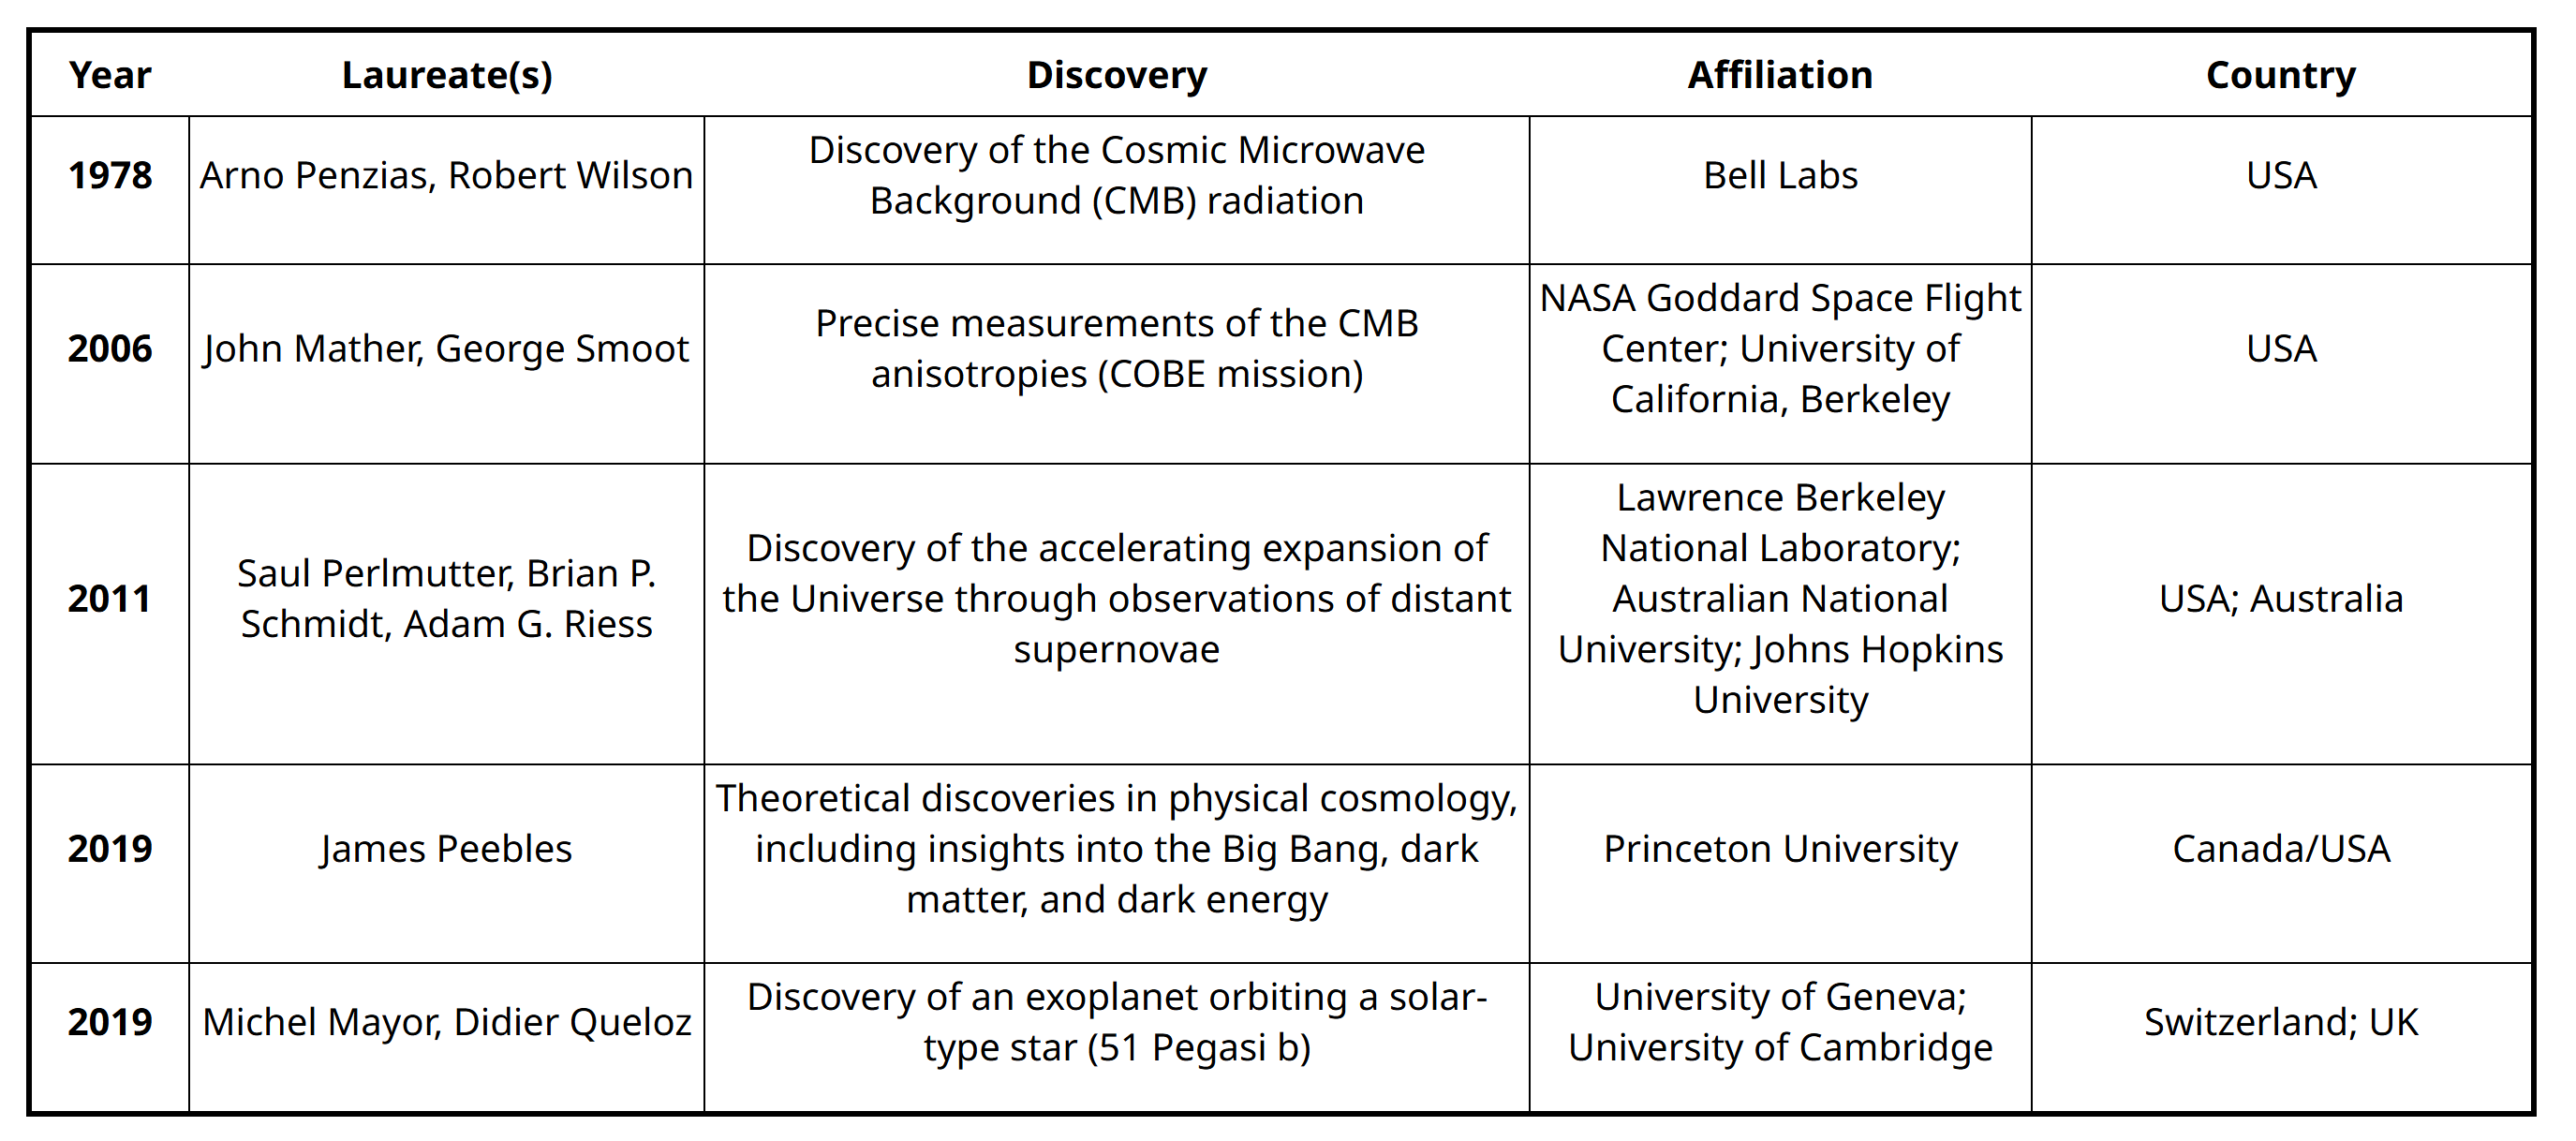 Year Laureate(s) Discovery Affiliation Country
1978 Arno Penzias, Robert Wilson
Discovery of the Cosmic Microwave
Background (CMB) radiation
Bell Labs
USA
2006 John Mather, George Smoot
Precise measurements of the CMB
anisotropies (COBE mission)
NASA Goddard Space Flight
Center; University of
California, Berkeley
USA
2011
Saul Perlmutter, Brian P.
Schmidt, Adam G. Riess
Discovery of the accelerating expansion of
the Universe through observations of distant
supernovae
Lawrence Berkeley
National Laboratory;
Australian National
University; Johns Hopkins
University
USA; Australia
2019
James Peebles
Theoretical discoveries in physical cosmology,
including insights into the Big Bang, dark
matter, and dark energy
Princeton University
Canada/USA
2019 Michel Mayor, Didier Queloz
Discovery of an exoplanet orbiting a solar-
type star (51 Pegasi b)
University of Geneva;
University of Cambridge
Switzerland; UK